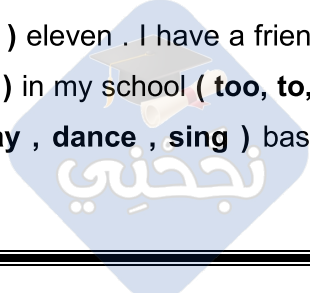 ) eleven . I have a frien
) in my school ( too, to,
ay , dance , sing ) bas
نجحني